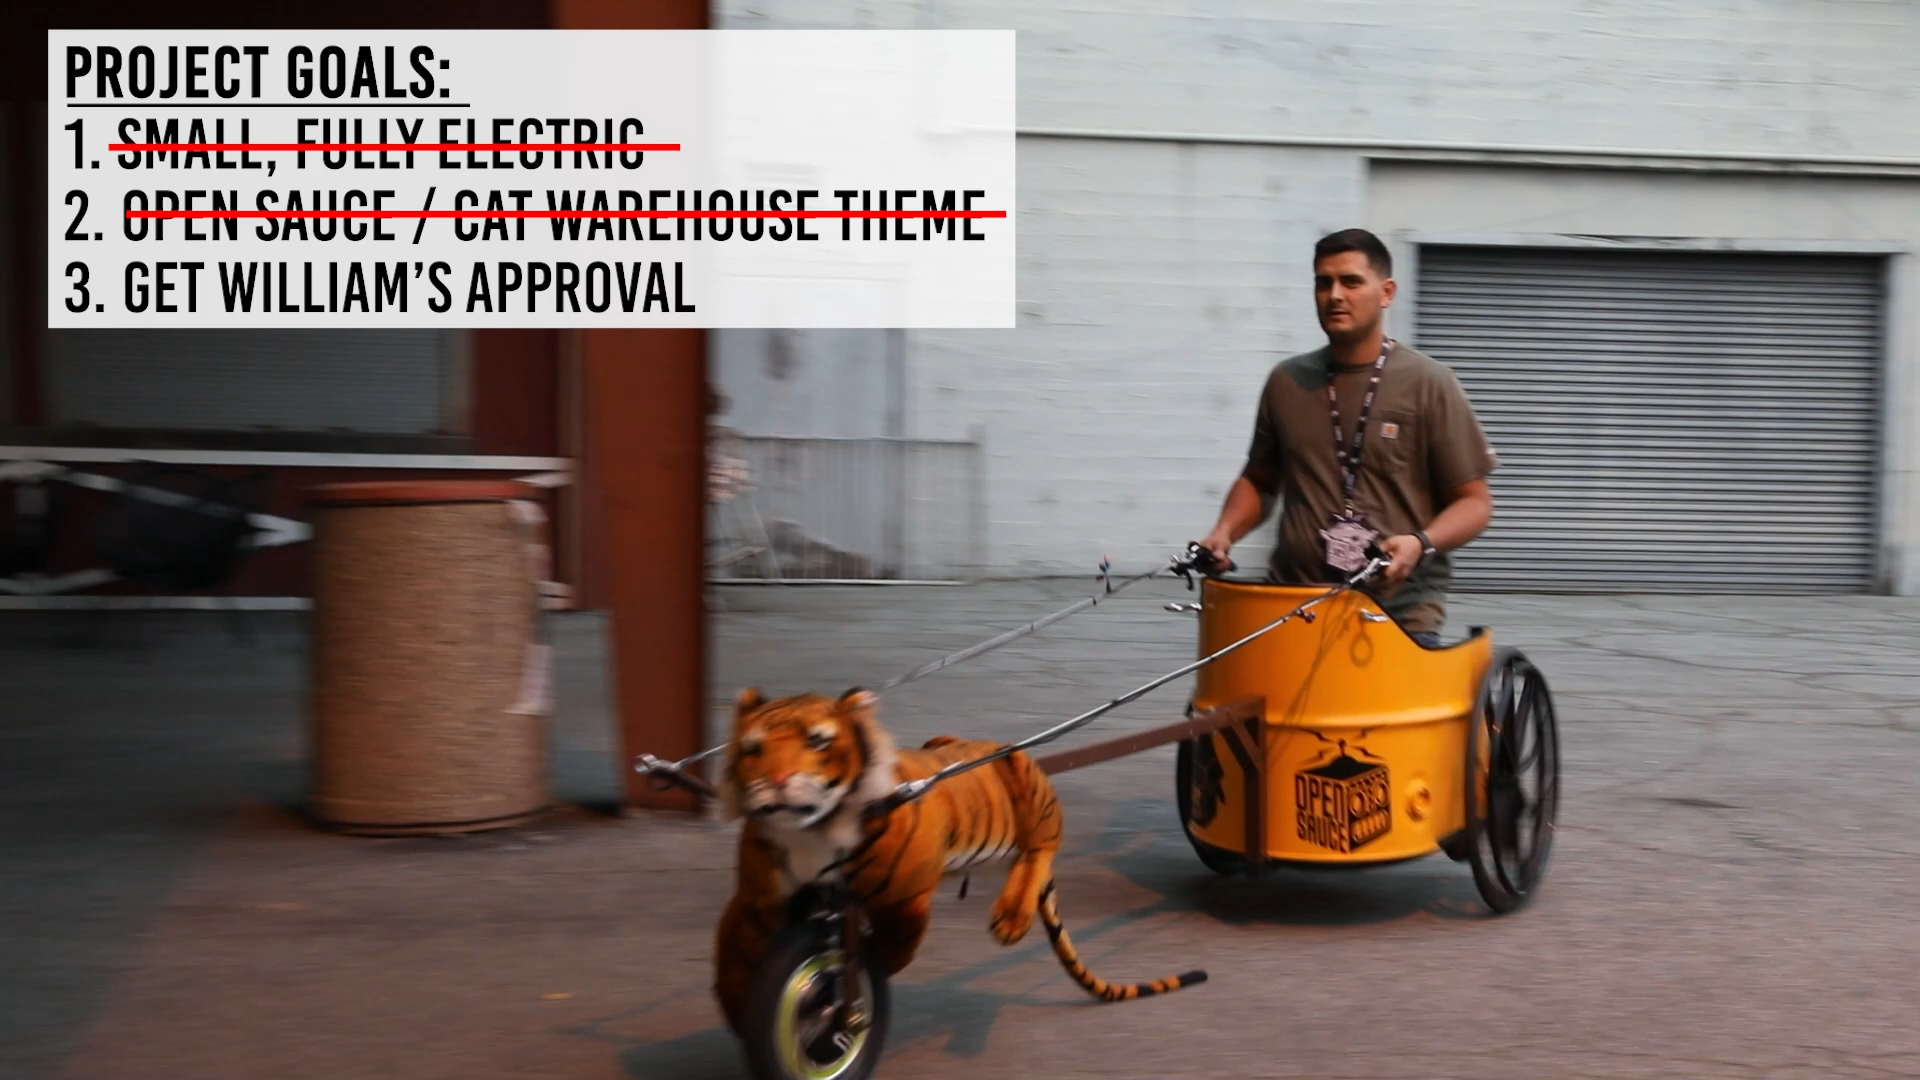 PROJECT GOALS:
1. SMALL, FULLY ELECTRIC
2. OPEN SAUCE / CAT WAREHOUSE THEME
3. GET WILLIAM'S APPROVAL
OPEN
SAUCE